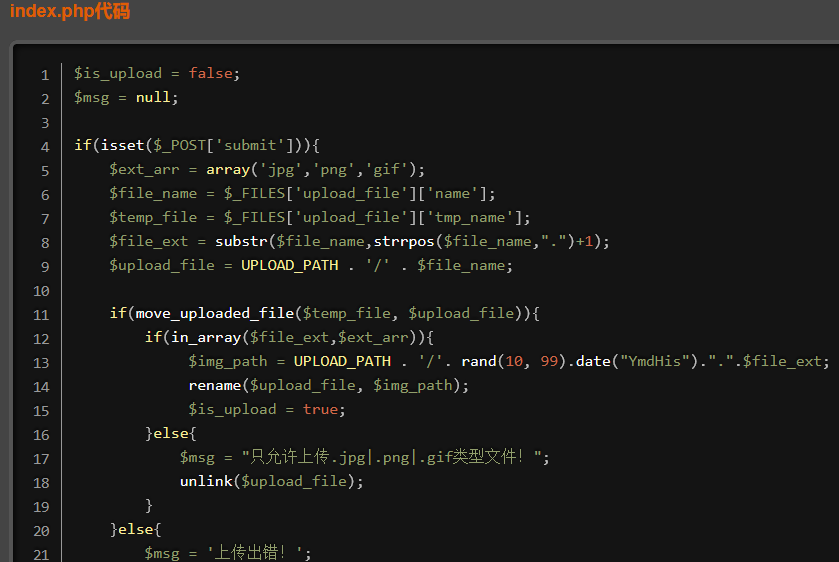 index.php代码
1 $is_upload = false;
2 $msg = null;
3
4 if(isset($_POST['submit'])){
5     $ext_arr = array('jpg','png','gif');
6     $file_name = $_FILES['upload_file']['name'];
7     $temp_file = $_FILES['upload_file']['tmp_name'];
8     $file_ext = substr($file_name,strrpos($file_name,".")+1);
9     $upload_file = UPLOAD_PATH . '/' . $file_name;
10
11     if(move_uploaded_file($temp_file, $upload_file)){
12         if(in_array($file_ext,$ext_arr)){
13              $img_path = UPLOAD_PATH . '/'. rand(10, 99).date("YmdHis").".".$file_ext;
14              rename($upload_file, $img_path);
15              $is_upload = true;
16         }else{
17             $msg = "只允许上传.jpg|.png|.gif类型文件！";
18             unlink($upload_file);
19         }
20     }else{
21         $msg = '上传出错！';